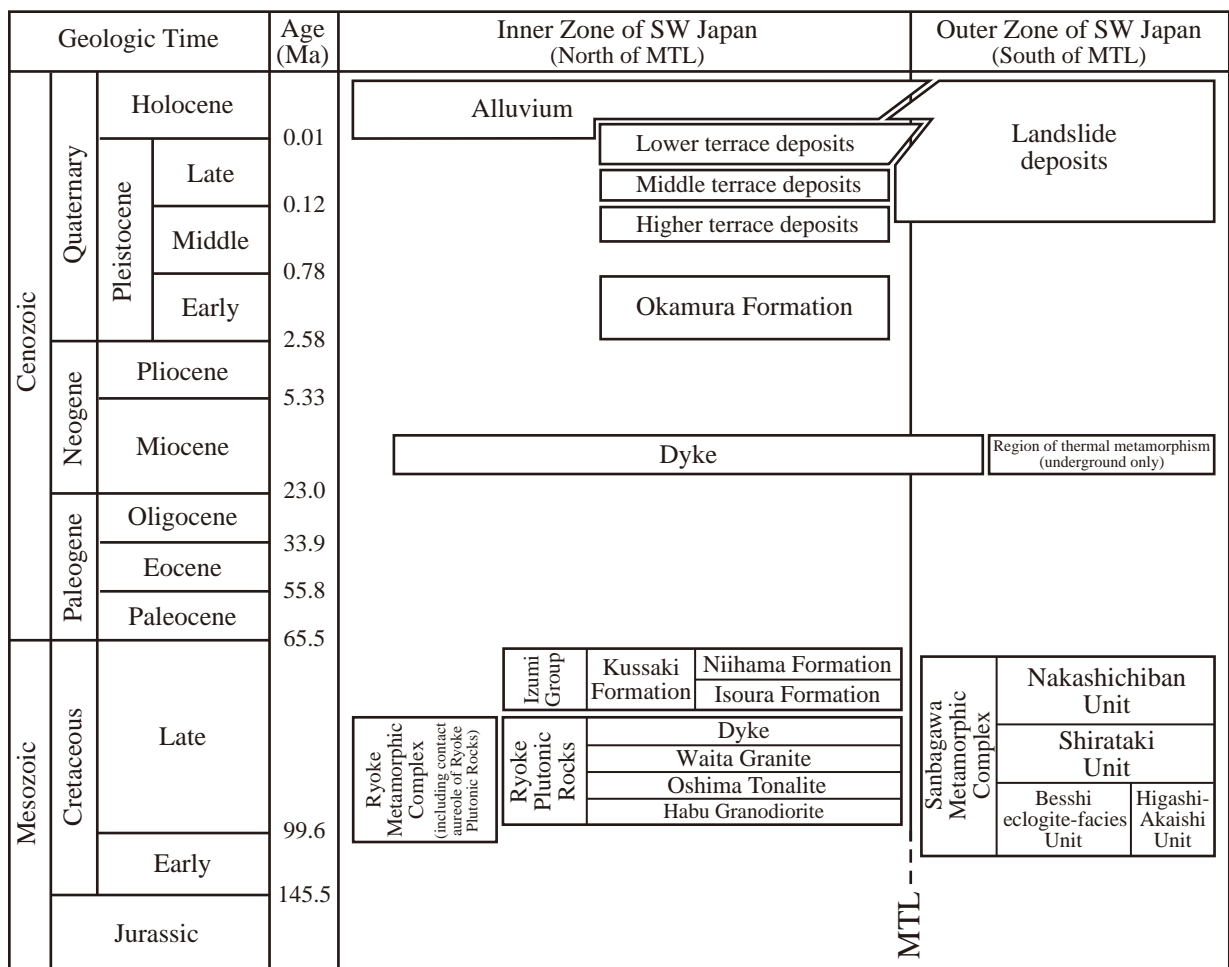 Geologic Time
Age
(Ma)
Inner Zone of SW Japan
(North of MTL)
Outer Zone of SW Japan
(South of MTL)
Cenozoic
Quaternary
Holocene
0.01
Pleistocene
Late
0.12
Middle
0.78
Early
2.58
Neogene
Pliocene
5.33
Miocene
23.0
Paleogene
Oligocene
33.9
Eocene
55.8
Paleocene
65.5
Mesozoic
Cretaceous
Late
99.6
Early
145.5
Jurassic
Alluvium
Lower terrace deposits
Middle terrace deposits
Higher terrace deposits
Landslide
deposits
Okamura Formation
Dyke
Region of thermal metamorphism
(underground only)
Izumi
Group
Kussaki
Formation
Niihama Formation
Isoura Formation
Ryoke
Metamorphic
Complex
(including contact
aureole of Ryoke
Plutonic Rocks)
Ryoke
Plutonic
Rocks
Dyke
Waita Granite
Oshima Tonalite
Habu Granodiorite
MTL
Sanbagawa
Metamorphic
Complex
Nakashichiban
Unit
Shirataki
Unit
Besshi
eclogite-facies
Unit
Higashi-
Akaishi
Unit